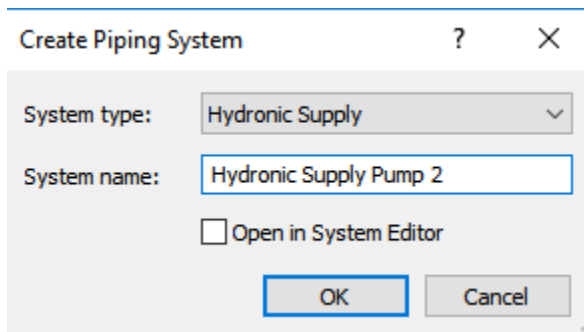 Create Piping System ?
System type: Hydronic Supply
System name: Hydronic Supply Pump 2
Open in System Editor
OK Cancel